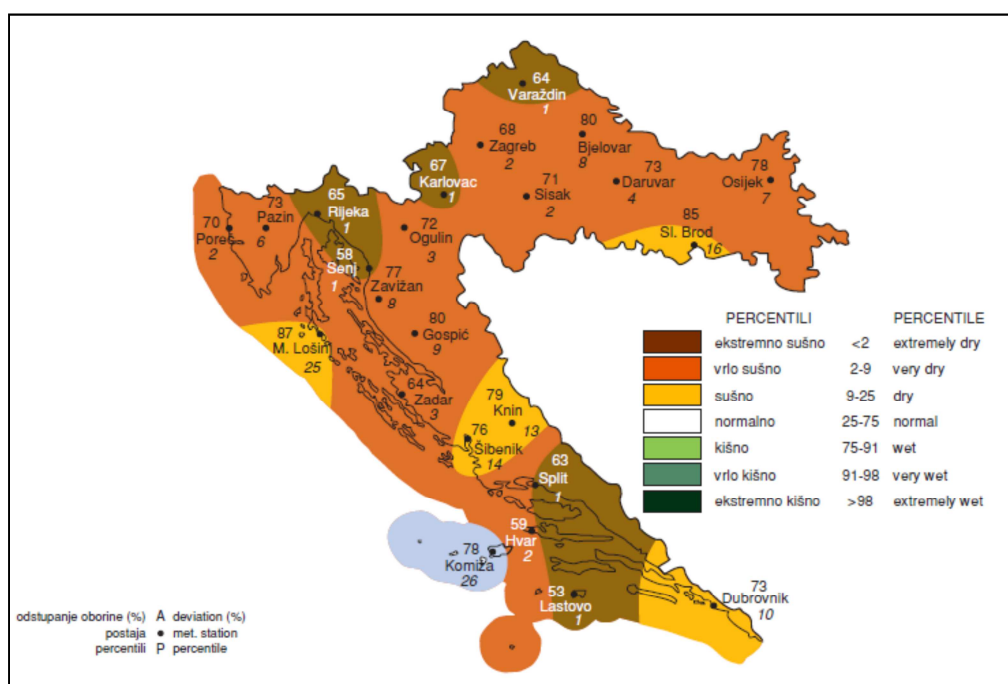 64
Varaždin
1
68
Zagreb
2
80
Bjelovar
8
67
Karlovac
1
71
Sisak
2
73
Daruvar
4
78
Osijek
7
85
Sl. Brod
16
65
Rijeka
1
73
Pazin
6
70
Poreč
2
72
Ogulin
3
58
Senj
1
77
Zavižan
8
80
Gospić
9
87
M. Lošinj
25
64
Zadar
3
79
Knin
13
76
Šibenik
14
63
Split
1
59
Hvar
2
78
Komiža
26
53
Lastovo
1
73
Dubrovnik
10
PERCENTILI PERCENTILE
ekstremno sušno <2 extremely dry
vrlo sušno 2-9 very dry
sušno 9-25 dry
normalno 25-75 normal
kišno 75-91 wet
vrlo kišno 91-98 very wet
ekstremno kišno >98 extremely wet
odstupanje oborine (%) A deviation (%)
postaja met. station
percentili P percentile